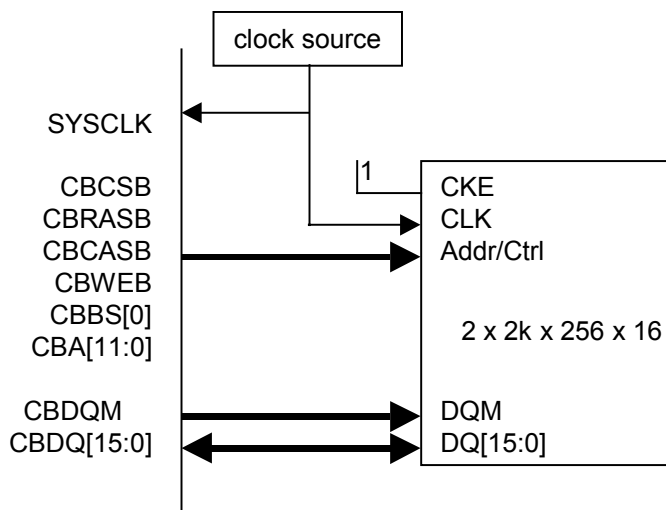 clock source
SYSCLK
1
CBCSB
CKE
CBRASB
CLK
CBCASB
Addr/Ctrl
CBWEB
CBBS[0]
2 x 2k x 256 x 16
CBA[11:0]
CBDQM
DQM
CBDQ[15:0]
DQ[15:0]